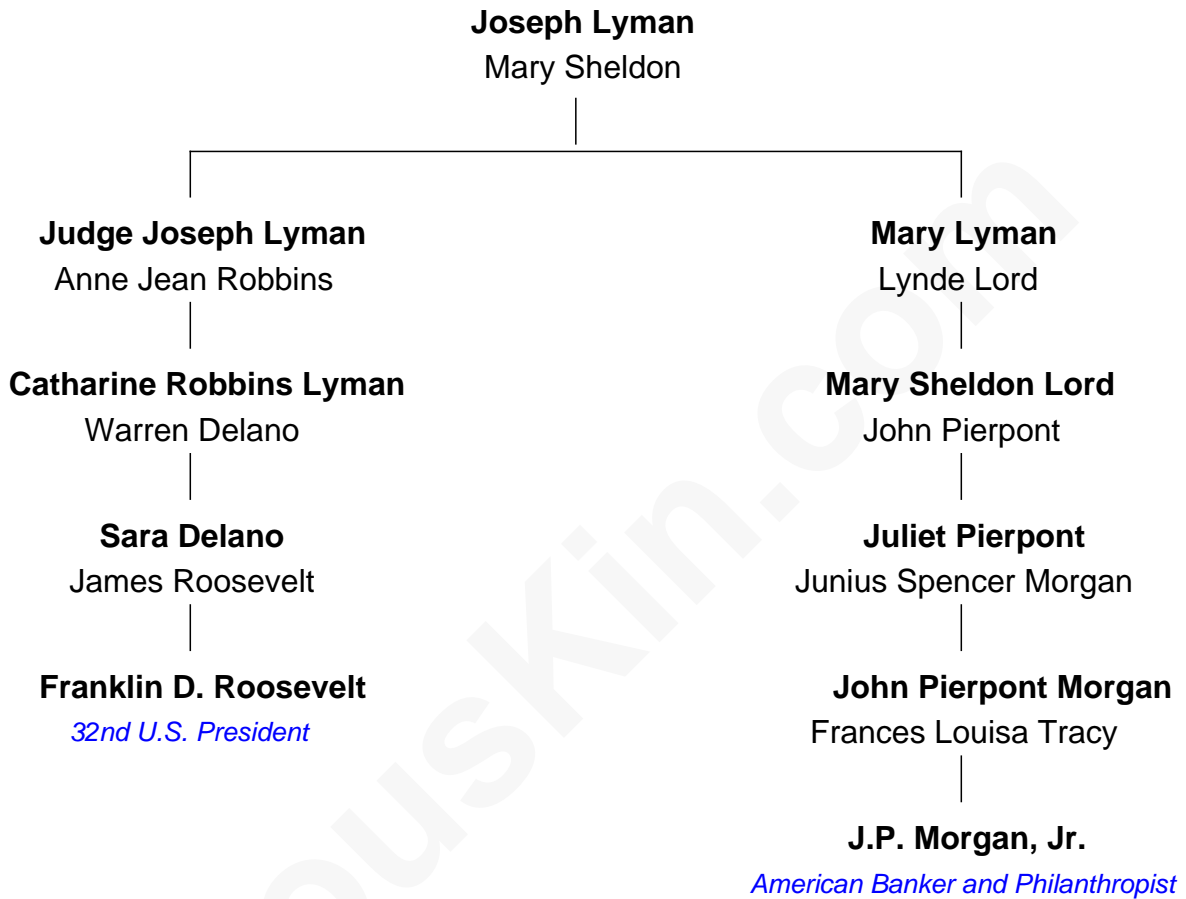 Joseph Lyman
Mary Sheldon
Judge Joseph Lyman
Anne Jean Robbins
Catharine Robbins Lyman
Warren Delano
Sara Delano
James Roosevelt
Franklin D. Roosevelt
32nd U.S. President
Mary Lyman
Lynde Lord
Mary Sheldon Lord
John Pierpont
Juliet Pierpont
Junius Spencer Morgan
John Pierpont Morgan
Frances Louisa Tracy
J.P. Morgan, Jr.
American Banker and Philanthropist
ousKin.com